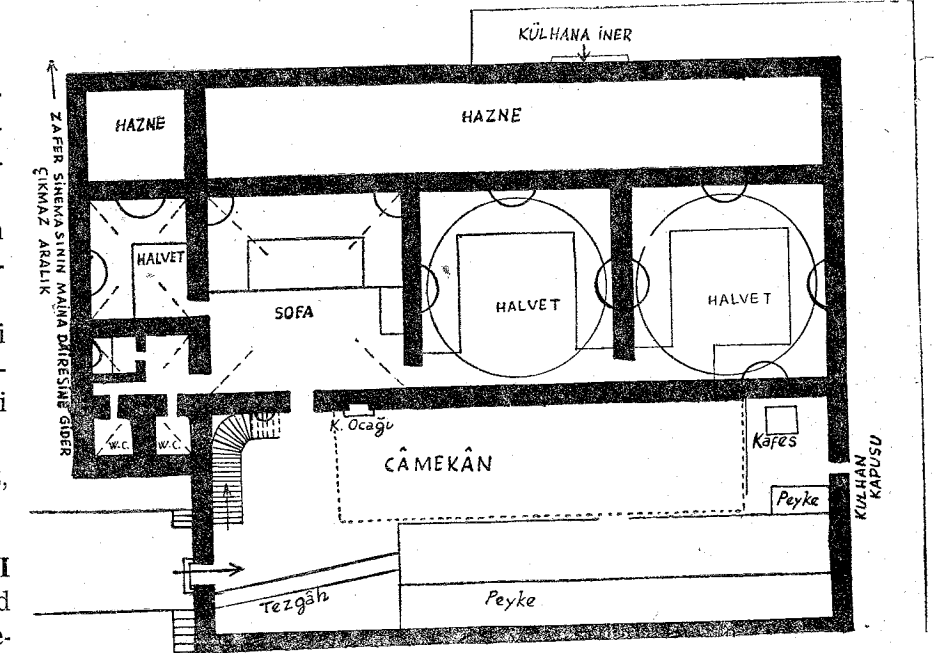 KÜLHANA İNER
HAZNE
HAZNE
ZAFER SİNEMASININ MAİNA DAİRESİNE GİDER
ÇIKMAZ ARALIK
HALVET
SOFA
HALVET
HALVET
W.C.
W.C.
K. Ocağu
CÂMEKÂN
Kafes
KULHAN
KAPUSU
Peyke
Tezgâh
Peyke
i
i
,
I
d
e-